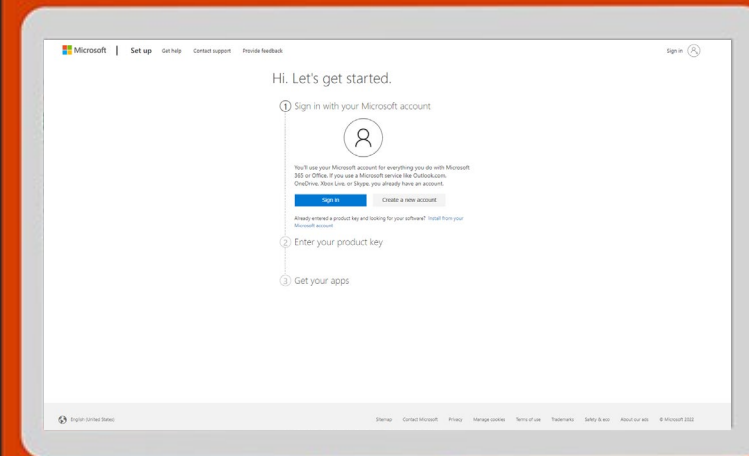 Microsoft | Set up Get help Contact support Provide feedback Sign in
Hi. Let's get started.
1 Sign in with your Microsoft account
You'll use your Microsoft account for everything you do with Microsoft
365 or Office. If you use a Microsoft service like Outlook.com,
OneDrive, Xbox Live, or Skype, you already have an account.
Sign in Create a new account
Already entered a product key and looking for your software? Install from your
Microsoft account
2 Enter your product key
3 Get your apps
English (United States) Sitemap Contact Microsoft Privacy Manage cookies Terms of use Trademarks Safety & eco About our ads © Microsoft 2022